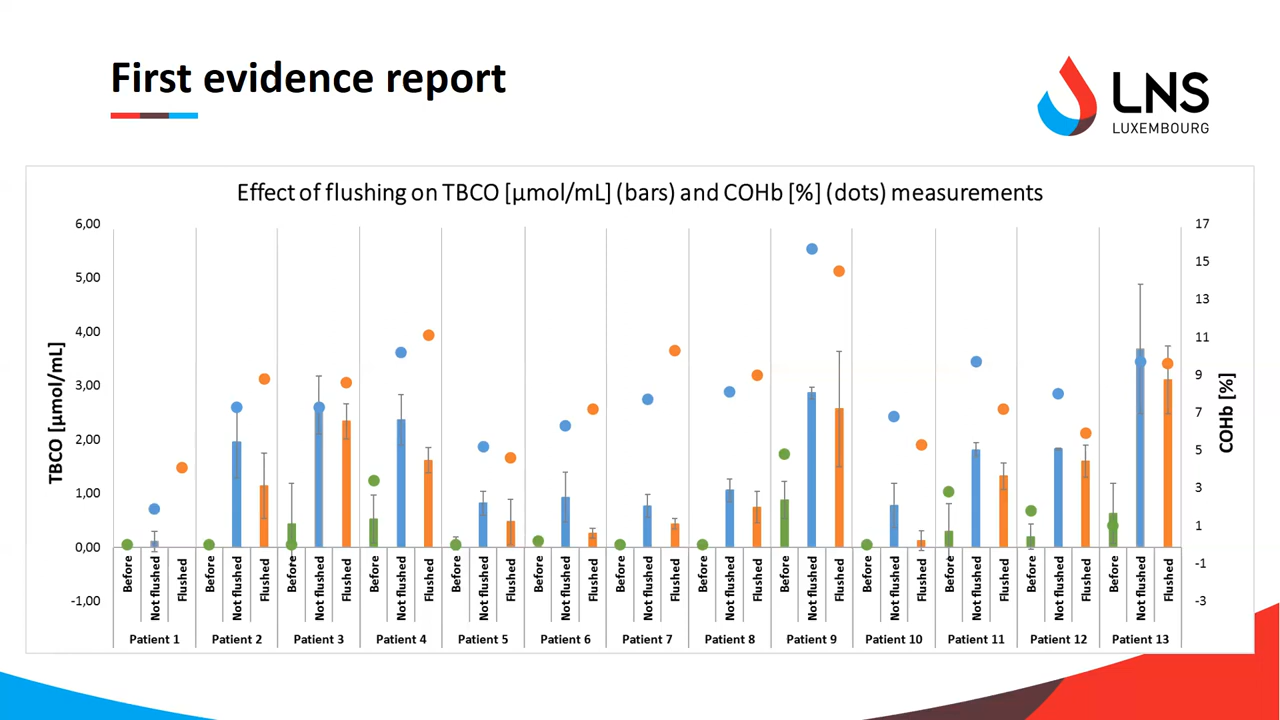 First evidence report
LNS
LUXEMBOURG
Effect of flushing on TBCO [µmol/mL] (bars) and COHb [%] (dots) measurements
TBCO [µmol/mL]
6,00
5,00
4,00
3,00
2,00
1,00
0,00
-1,00
17
15
13
11
9
7
5
3
1
-1
-3
COHb [%]
Before
Not flushed
Flushed
Before
Not flushed
Flushed
Before
Not flushed
Flushed
Before
Not flushed
Flushed
Before
Not flushed
Flushed
Before
Not flushed
Flushed
Before
Not flushed
Flushed
Before
Not flushed
Flushed
Before
Not flushed
Flushed
Before
Not flushed
Flushed
Before
Not flushed
Flushed
Before
Not flushed
Flushed
Before
Not flushed
Flushed
Patient 1
Patient 2
Patient 3
Patient 4
Patient 5
Patient 6
Patient 7
Patient 8
Patient 9
Patient 10
Patient 11
Patient 12
Patient 13